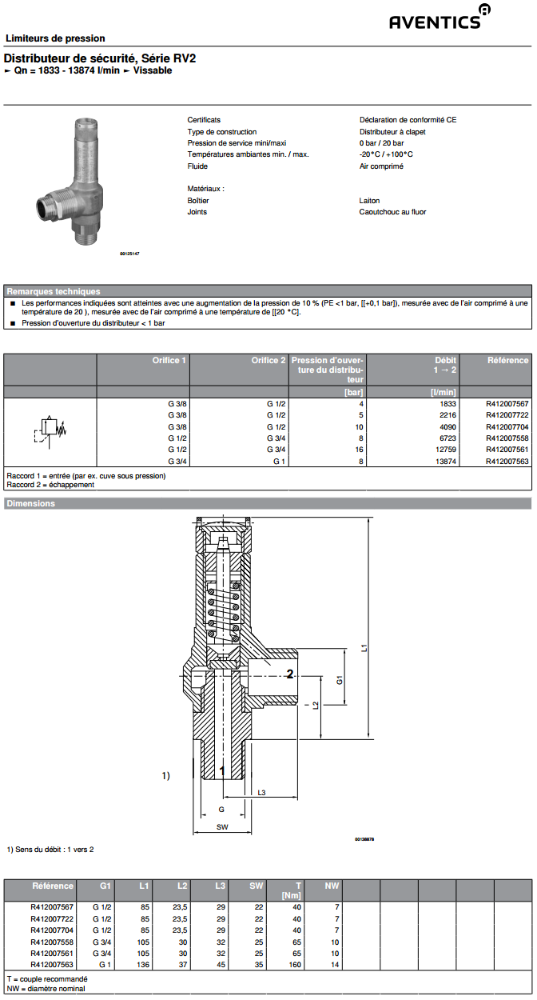 AVENTICS
Limiteurs de pression
Distributeur de sécurité, Série RV2
► Qn = 1833 - 13874 l/min ► Vissable
Certificats Déclaration de conformité CE
Type de construction Distributeur à clapet
Pression de service mini/maxi 0 bar / 20 bar
Températures ambiantes min. / max. -20°C / +100°C
Fluide Air comprimé
Matériaux :
Boîtier Laiton
Joints Caoutchouc au fluor
00125147
Remarques techniques
■ Les performances indiquées sont atteintes avec une augmentation de la pression de 10 % (PE <1 bar, [[+0,1 bar]), mesurée avec de l'air comprimé à une
température de 20 ), mesurée avec de l'air comprimé à une température de [[20 °C].
■ Pression d'ouverture du distributeur < 1 bar
Orifice 1 Orifice 2 Pression d'ouver- Débit Référence
ture du distribu- 1 → 2
teur
[bar] [l/min]
G 3/8 G 1/2 4 1833 R412007567
G 3/8 G 1/2 5 2216 R412007722
G 3/8 G 1/2 10 4090 R412007704
G 1/2 G 3/4 8 6723 R412007558
G 1/2 G 3/4 16 12759 R412007561
G 3/4 G 1 8 13874 R412007563
Raccord 1 = entrée (par ex. cuve sous pression)
Raccord 2 = échappement
Dimensions
L1
2
G1
L2
1
1)
L3
G
SW
00138878
1) Sens du débit : 1 vers 2
Référence G1 L1 L2 L3 SW T NW
[Nm]
R412007567 G 1/2 85 23,5 29 22 40 7
R412007722 G 1/2 85 23,5 29 22 40 7
R412007704 G 1/2 85 23,5 29 22 40 7
R412007558 G 3/4 105 30 32 25 65 10
R412007561 G 3/4 105 30 32 25 65 10
R412007563 G 1 136 37 45 35 160 14
T = couple recommandé
NW = diamètre nominal